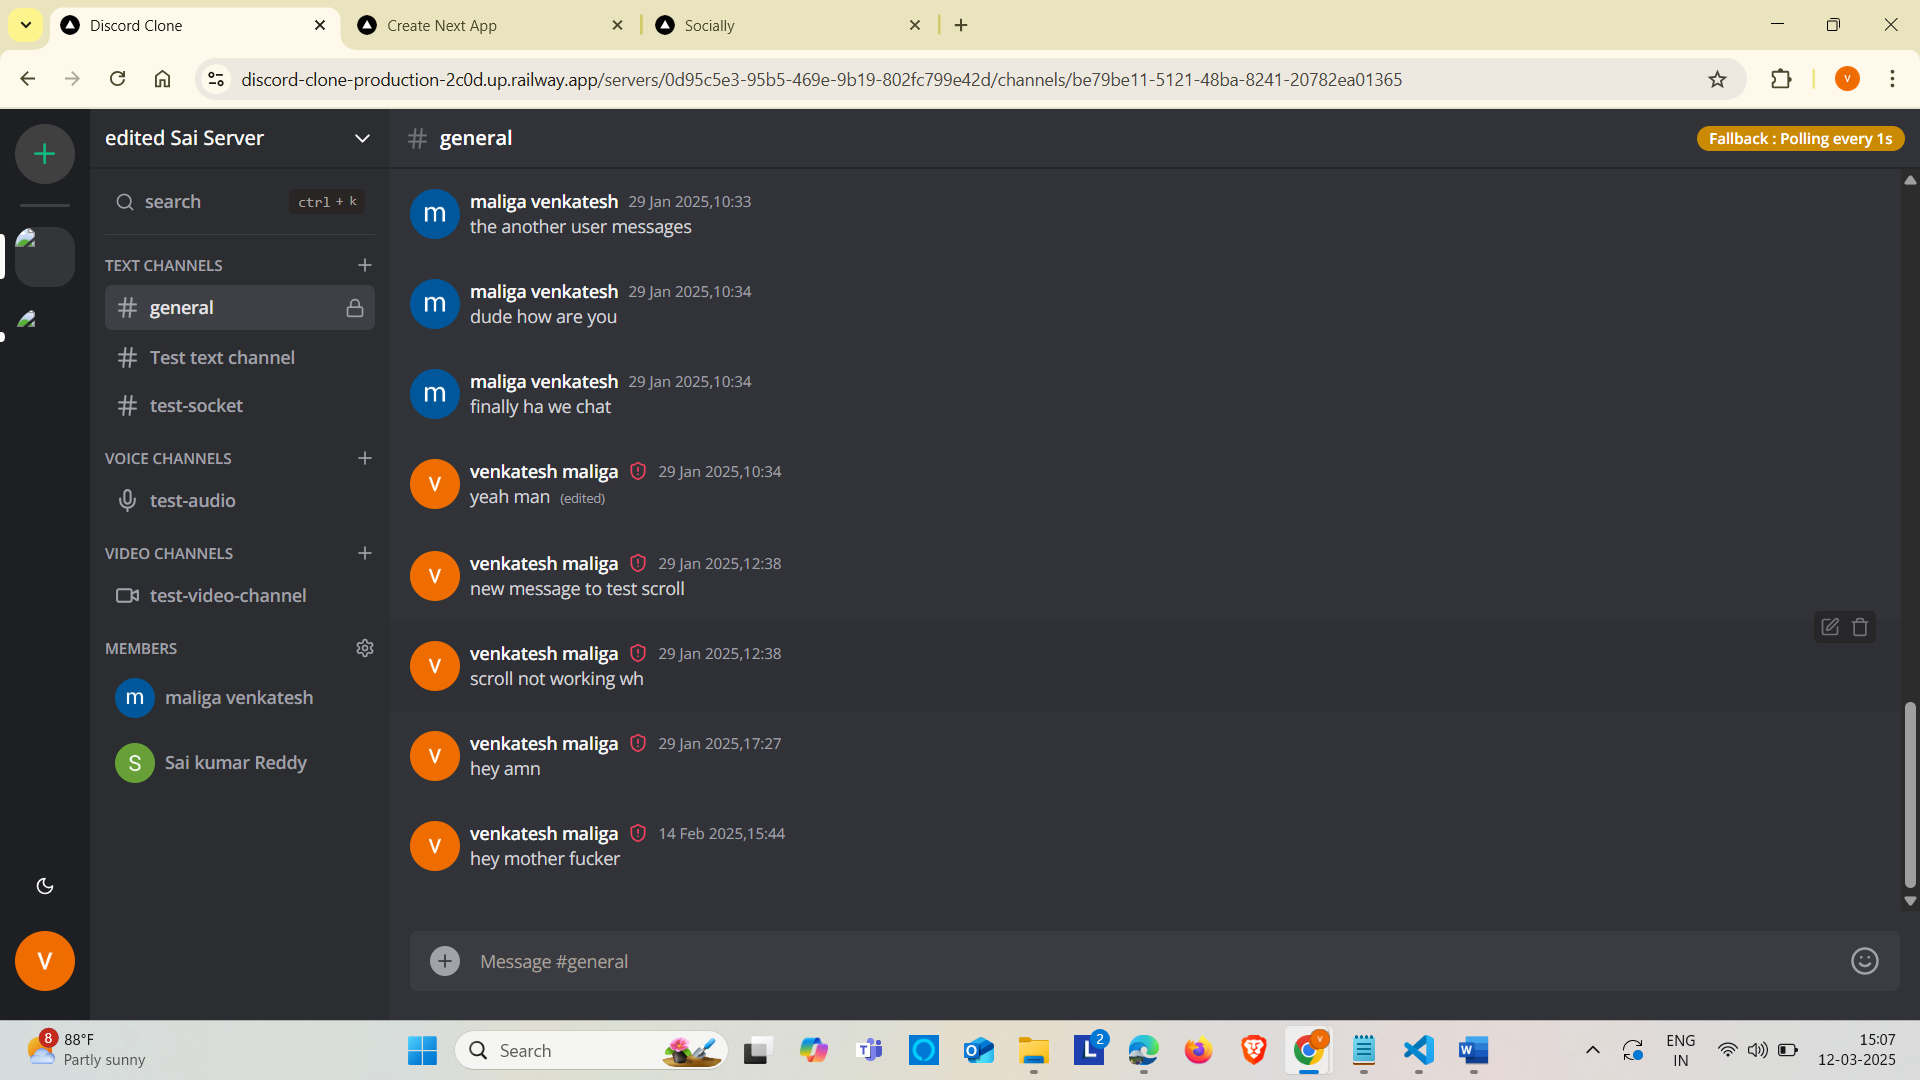 Discord Clone
Create Next App
Socially
discord-clone-production-2c0d.up.railway.app/servers/0d95c5e3-95b5-469e-9b19-802fc799e42d/channels/be79be11-5121-48ba-8241-20782ea01365
V
edited Sai Server
search
ctrl + k
TEXT CHANNELS
general
Test text channel
test-socket
VOICE CHANNELS
test-audio
VIDEO CHANNELS
test-video-channel
MEMBERS
m maliga venkatesh
S Sai kumar Reddy
V
# general
Fallback : Polling every 1s
m
maliga venkatesh 29 Jan 2025,10:33
the another user messages
m
maliga venkatesh 29 Jan 2025,10:34
dude how are you
m
maliga venkatesh 29 Jan 2025,10:34
finally ha we chat
V
venkatesh maliga 29 Jan 2025,10:34
yeah man (edited)
V
venkatesh maliga 29 Jan 2025,12:38
new message to test scroll
V
venkatesh maliga 29 Jan 2025,12:38
scroll not working wh
V
venkatesh maliga 29 Jan 2025,17:27
hey amn
V
venkatesh maliga 14 Feb 2025,15:44
hey mother fucker
Message #general
8
88°F
Partly sunny
Search
L 2
ENG
IN
15:07
12-03-2025